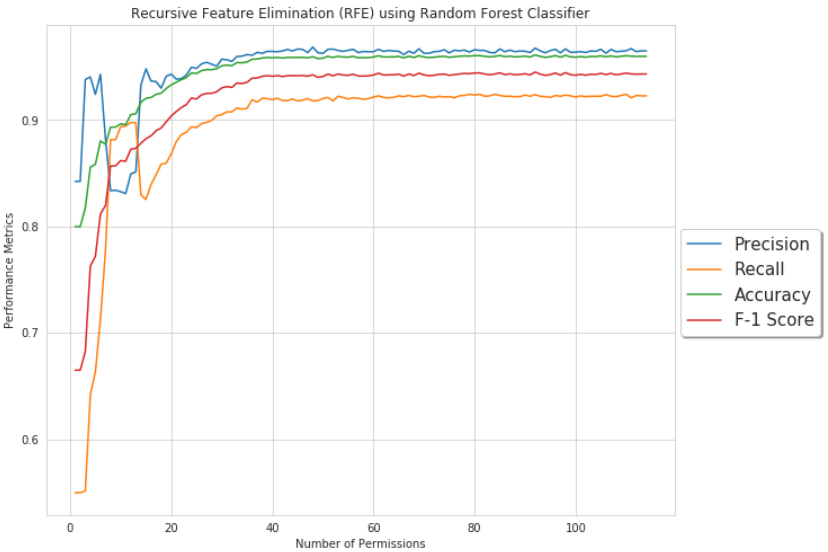 Recursive Feature Elimination (RFE) using Random Forest Classifier
Performance Metrics
0.9
0.8
0.7
0.6
0
20
40
60
80
100
Number of Permissions
Precision
Recall
Accuracy
F-1 Score